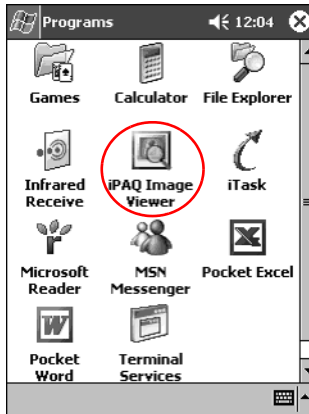 Programs 12:04
Games Calculator File Explorer
Infrared Receive iPAQ Image Viewer iTask
Microsoft Reader MSN Messenger Pocket Excel
Pocket Word Terminal Services